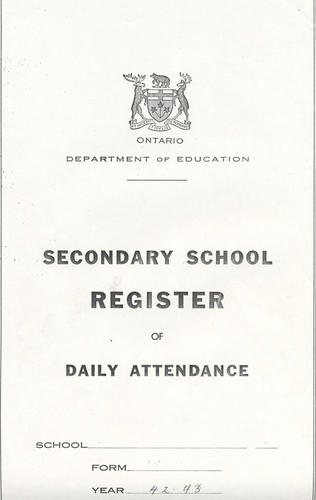 ONTARIO
DEPARTMENT OF EDUCATION
SECONDARY SCHOOL
REGISTER
OF
DAILY ATTENDANCE
SCHOOL
FORM
YEAR 42-43